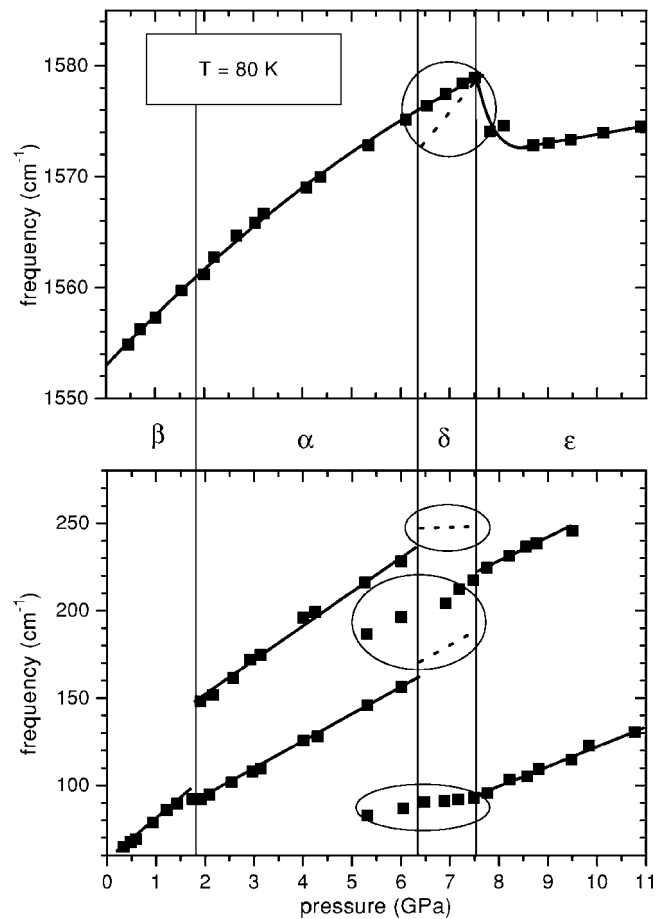 T = 80 K
frequency (cm⁻¹)
1580
1570
1560
1550
β α δ ε
frequency (cm⁻¹)
250
200
150
100
0 1 2 3 4 5 6 7 8 9 10 11
pressure (GPa)